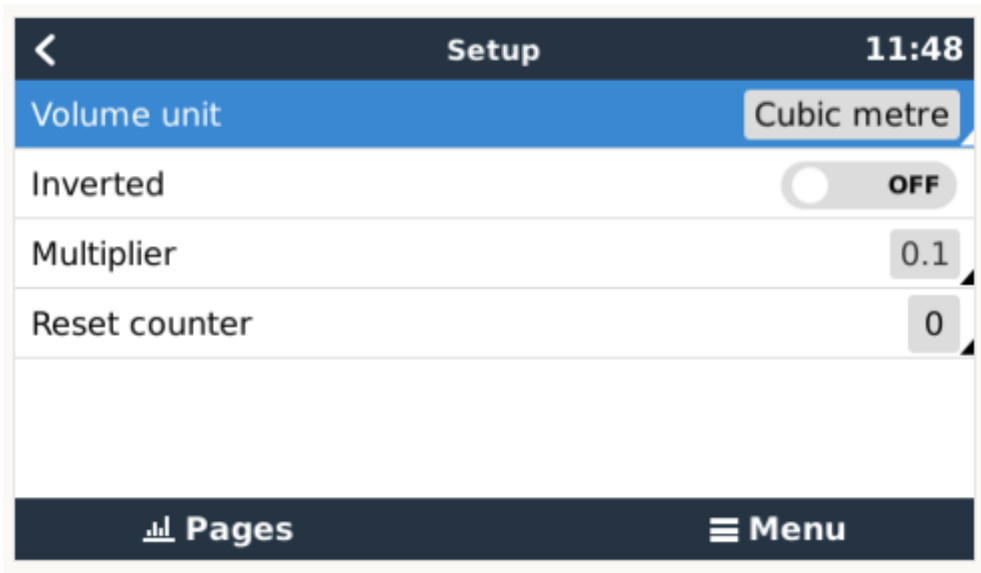 Setup 11:48
Volume unit Cubic metre
Inverted OFF
Multiplier 0.1
Reset counter 0
Pages Menu